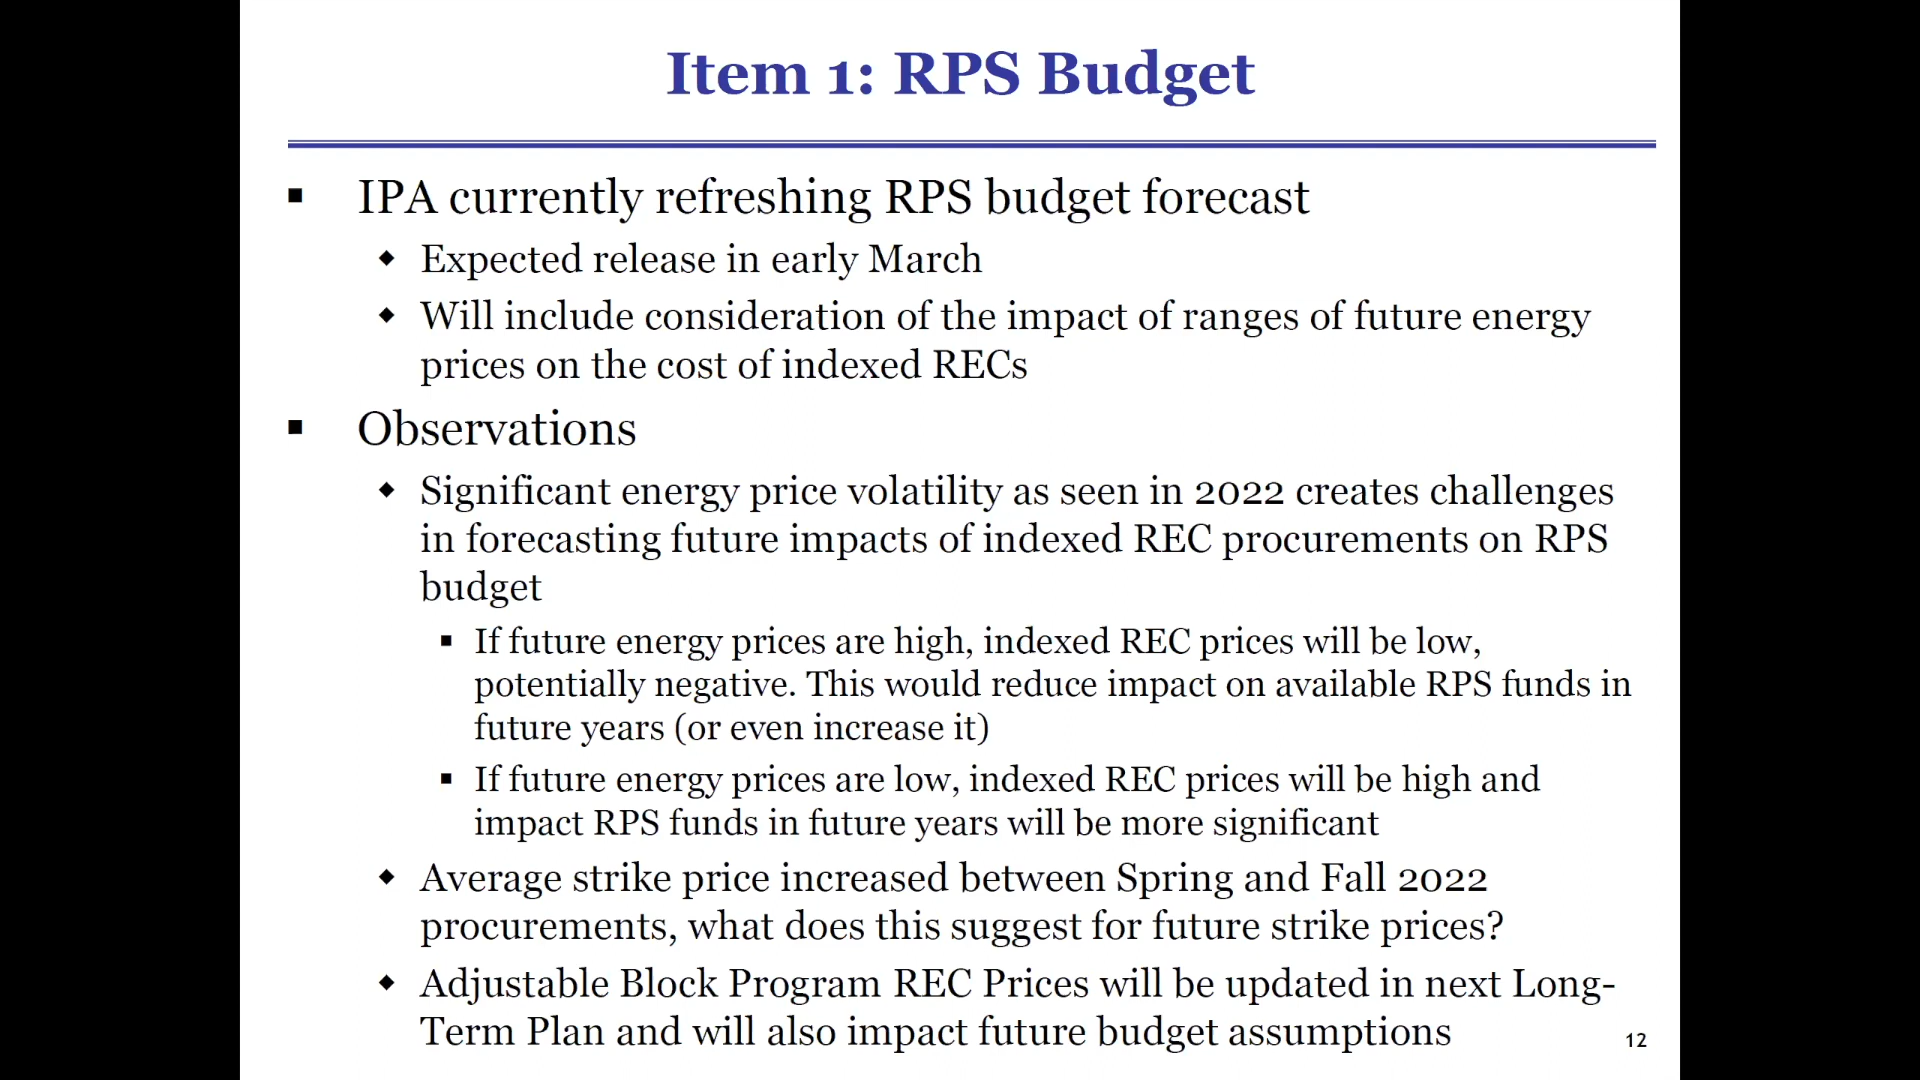 Item 1: RPS Budget
IPA currently refreshing RPS budget forecast
Expected release in early March
Will include consideration of the impact of ranges of future energy
prices on the cost of indexed RECs
Observations
Significant energy price volatility as seen in 2022 creates challenges
in forecasting future impacts of indexed REC procurements on RPS
budget
If future energy prices are high, indexed REC prices will be low,
potentially negative. This would reduce impact on available RPS funds in
future years (or even increase it)
If future energy prices are low, indexed REC prices will be high and
impact RPS funds in future years will be more significant
Average strike price increased between Spring and Fall 2022
procurements, what does this suggest for future strike prices?
Adjustable Block Program REC Prices will be updated in next Long-
Term Plan and will also impact future budget assumptions
12